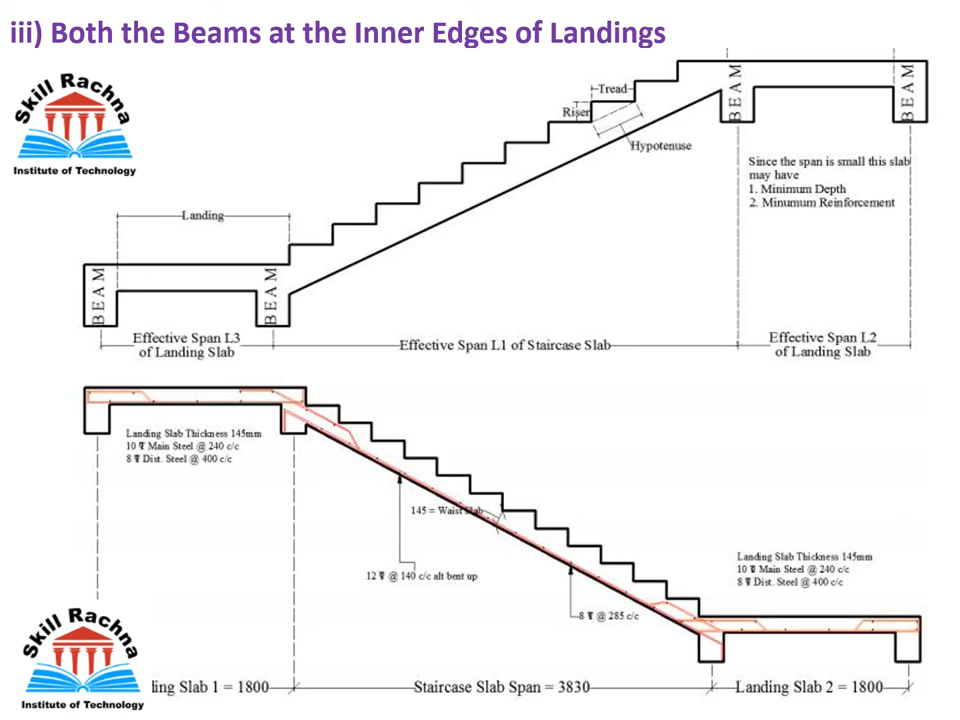 iii) Both the Beams at the Inner Edges of Landings
Skill Rachna
Institute of Technology
Tread
Riser
Hypotenuse
BEAM
BEAM
Since the span is small this slab
may have
1. Minimum Depth
2. Minumum Reinforcement
Landing
BEAM
BEAM
Effective Span L3
of Landing Slab
Effective Span L1 of Staircase Slab
Effective Span L2
of Landing Slab
Landing Slab Thickness 145mm
10 Main Steel @ 240 c/c
8 Dist. Steel @ 400 c/c
145 = Waist Slab
12 @ 140 c/c alt bent up
8 @ 285 c/c
Landing Slab Thickness 145mm
10 Main Steel @ 240 c/c
8 Dist. Steel @ 400 c/c
Skill Rachna
Institute of Technology
ling Slab 1 = 1800
Staircase Slab Span = 3830
Landing Slab 2 = 1800